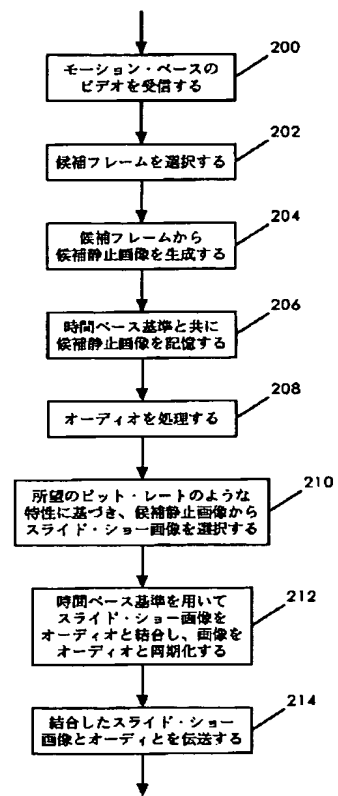 200
モーション・ベースの
ビデオを受信する
202
候補フレームを選択する
204
候補フレームから
候補静止画像を生成する
206
時間ベース基準と共に
候補静止画像を記憶する
208
オーディオを処理する
210
所望のビット・レートのような
特性に基づき、候補静止画像から
スライド・ショー画像を選択する
212
時間ベース基準を用いて
スライド・ショー画像を
オーディオと結合し、画像を
オーディオと同期化する
214
結合したスライド・ショー
画像とオーディとを伝送する